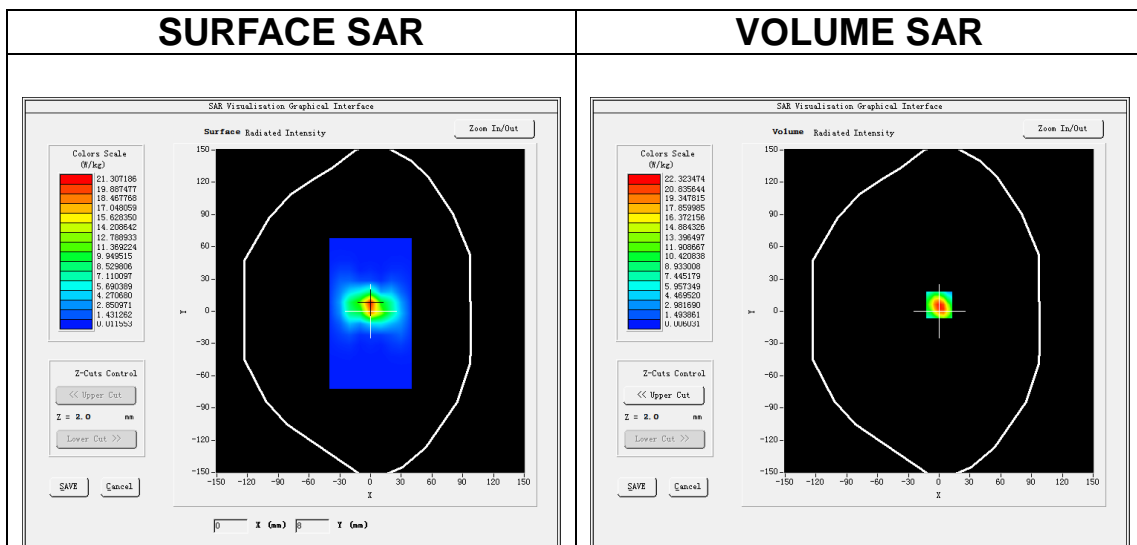 SURFACE SAR
VOLUME SAR
SAR Visualisation Graphical Interface
Surface Radiated Intensity
Zoom In/Out
Colors Scale
(W/kg)
21.307186
19.887477
18.467768
17.048059
15.628350
14.208642
12.788933
11.369224
9.949515
8.529806
7.110097
5.690389
4.270680
2.850971
1.431262
0.011553
150
120
90
60
30
0
-30
-60
-90
-120
-150
Y
-150 -120 -90 -60 -30 0 30 60 90 120 150
X
Z-Cuts Control
<< Upper Cut
Z = 2.0 mm
Lower Cut >>
SAVE Cancel
0 X (mm) 8 Y (mm)
SAR Visualisation Graphical Interface
Volume Radiated Intensity
Zoom In/Out
Colors Scale
(W/kg)
22.323474
20.835644
19.347815
17.859985
16.372156
14.884326
13.396497
11.908667
10.420838
8.933008
7.445179
5.957349
4.469520
2.981690
1.493861
0.006031
150
120
90
60
30
0
-30
-60
-90
-120
-150
Y
-150 -120 -90 -60 -30 0 30 60 90 120 150
X
Z-Cuts Control
<< Upper Cut
Z = 2.0 mm
Lower Cut >>
SAVE Cancel